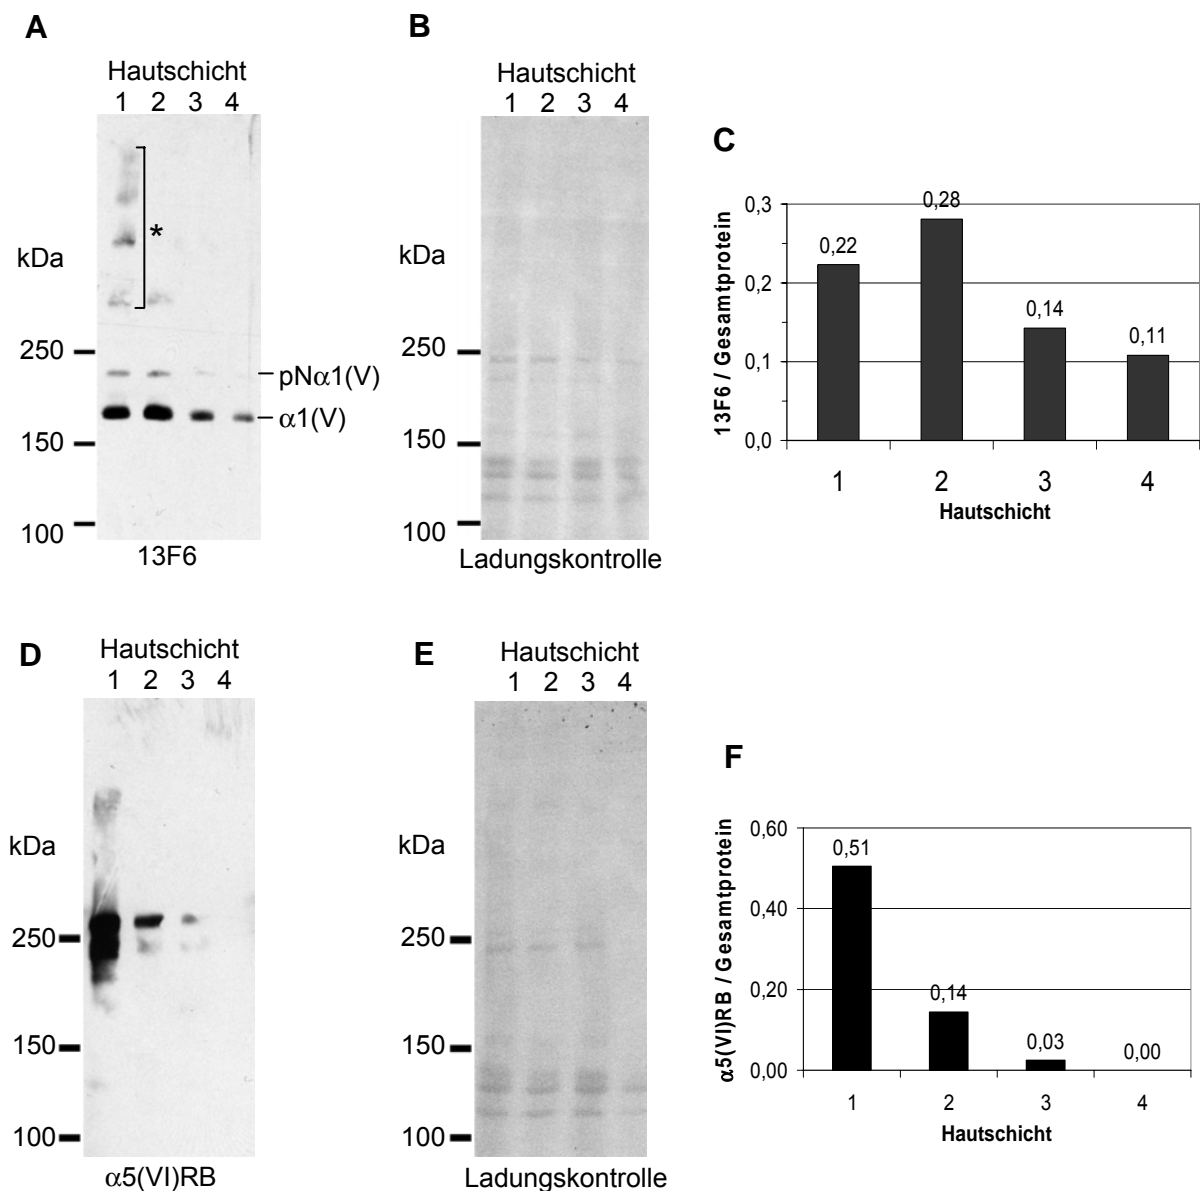 A
Hautschicht
1 2 3 4
*
kDa
250
pNα1(V)
α1(V)
150
100
13F6
B
Hautschicht
1 2 3 4
kDa
250
150
100
Ladungskontrolle
C
13F6 / Gesamtprotein
0,3
0,2
0,1
0,0
0,22
0,28
0,14
0,11
1 2 3 4
Hautschicht
D
Hautschicht
1 2 3 4
kDa
250
150
100
α5(VI)RB
E
Hautschicht
1 2 3 4
kDa
250
150
100
Ladungskontrolle
F
α5(VI)RB / Gesamtprotein
0,60
0,40
0,20
0,00
0,51
0,14
0,03
0,00
1 2 3 4
Hautschicht